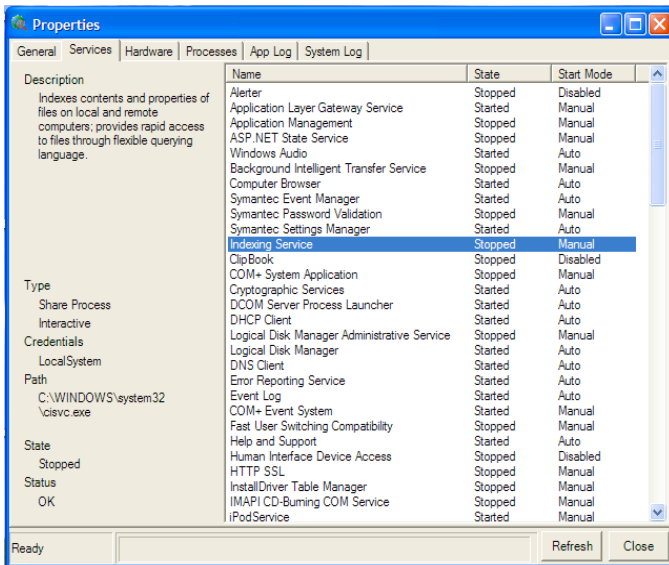 Properties
General Services Hardware Processes App Log System Log
Description
Indexes contents and properties of
files on local and remote
computers; provides rapid access
to files through flexible querying
language.
Type
Share Process
Interactive
Credentials
LocalSystem
Path
C:\WINDOWS\system32
\cisvc.exe
State
Stopped
Status
OK
Name State Start Mode
Alerter Stopped Disabled
Application Layer Gateway Service Started Manual
Application Management Stopped Manual
ASP.NET State Service Stopped Manual
Windows Audio Started Auto
Background Intelligent Transfer Service Stopped Manual
Computer Browser Started Auto
Symantec Event Manager Started Auto
Symantec Password Validation Stopped Manual
Symantec Settings Manager Started Auto
Indexing Service Stopped Manual
ClipBook Stopped Disabled
COM+ System Application Stopped Manual
Cryptographic Services Started Auto
DCOM Server Process Launcher Started Auto
DHCP Client Started Auto
Logical Disk Manager Administrative Service Stopped Manual
Logical Disk Manager Started Auto
DNS Client Started Auto
Error Reporting Service Started Auto
Event Log Started Auto
COM+ Event System Started Manual
Fast User Switching Compatibility Stopped Manual
Help and Support Started Auto
Human Interface Device Access Stopped Disabled
HTTP SSL Stopped Manual
InstallDriver Table Manager Stopped Manual
IMAPI CD-Burning COM Service Stopped Manual
iPodService Started Manual
Ready Refresh Close